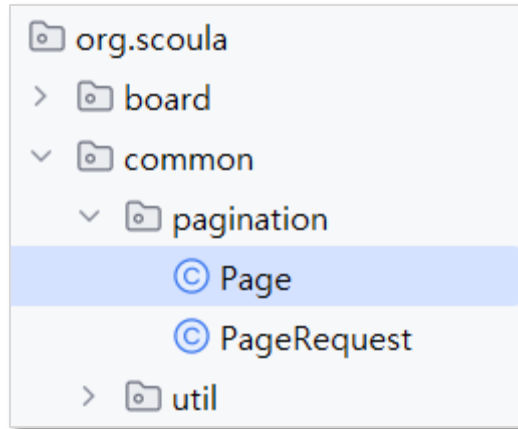 org.scoula
board
common
pagination
© Page
© PageRequest
util